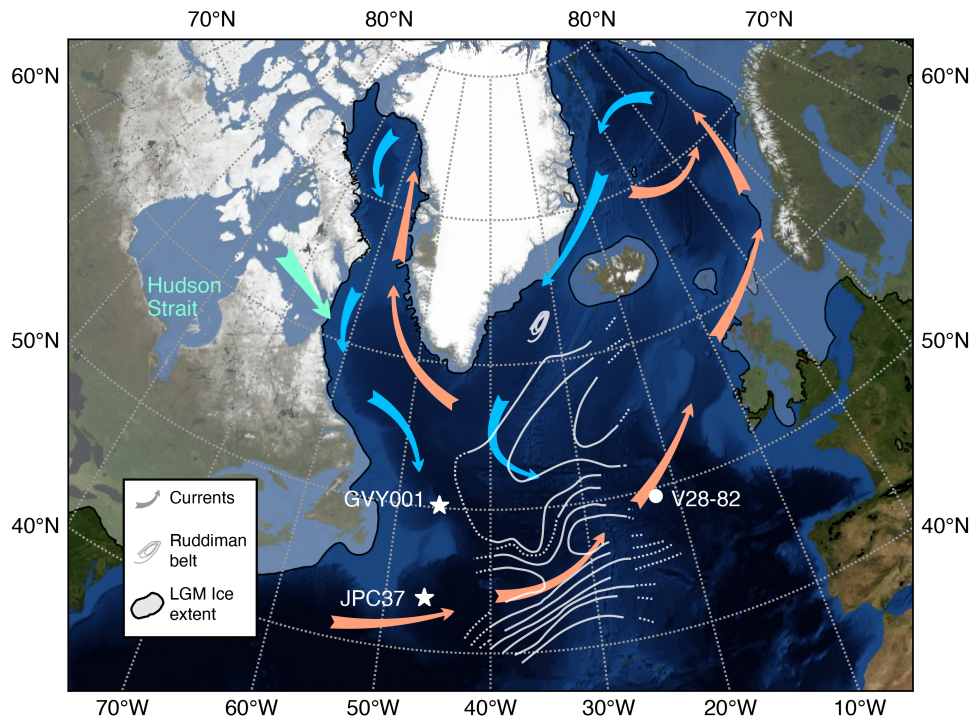 70°N 80°N 80°N 70°N
60°N 60°N
Hudson
Strait
50°N 50°N
GVY001 V28-82
Currents
40°N 40°N
Ruddiman
belt
JPC37
LGM Ice
extent
70°W 60°W 50°W 40°W 30°W 20°W 10°W